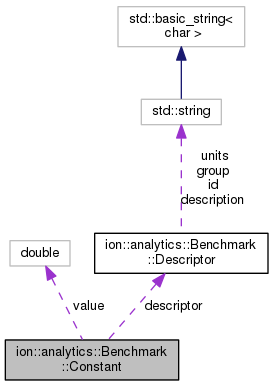 std::basic_string<
char >
std::string
units
group
id
description
double
ion::analytics::Benchmark
::Descriptor
value
descriptor
ion::analytics::Benchmark
::Constant